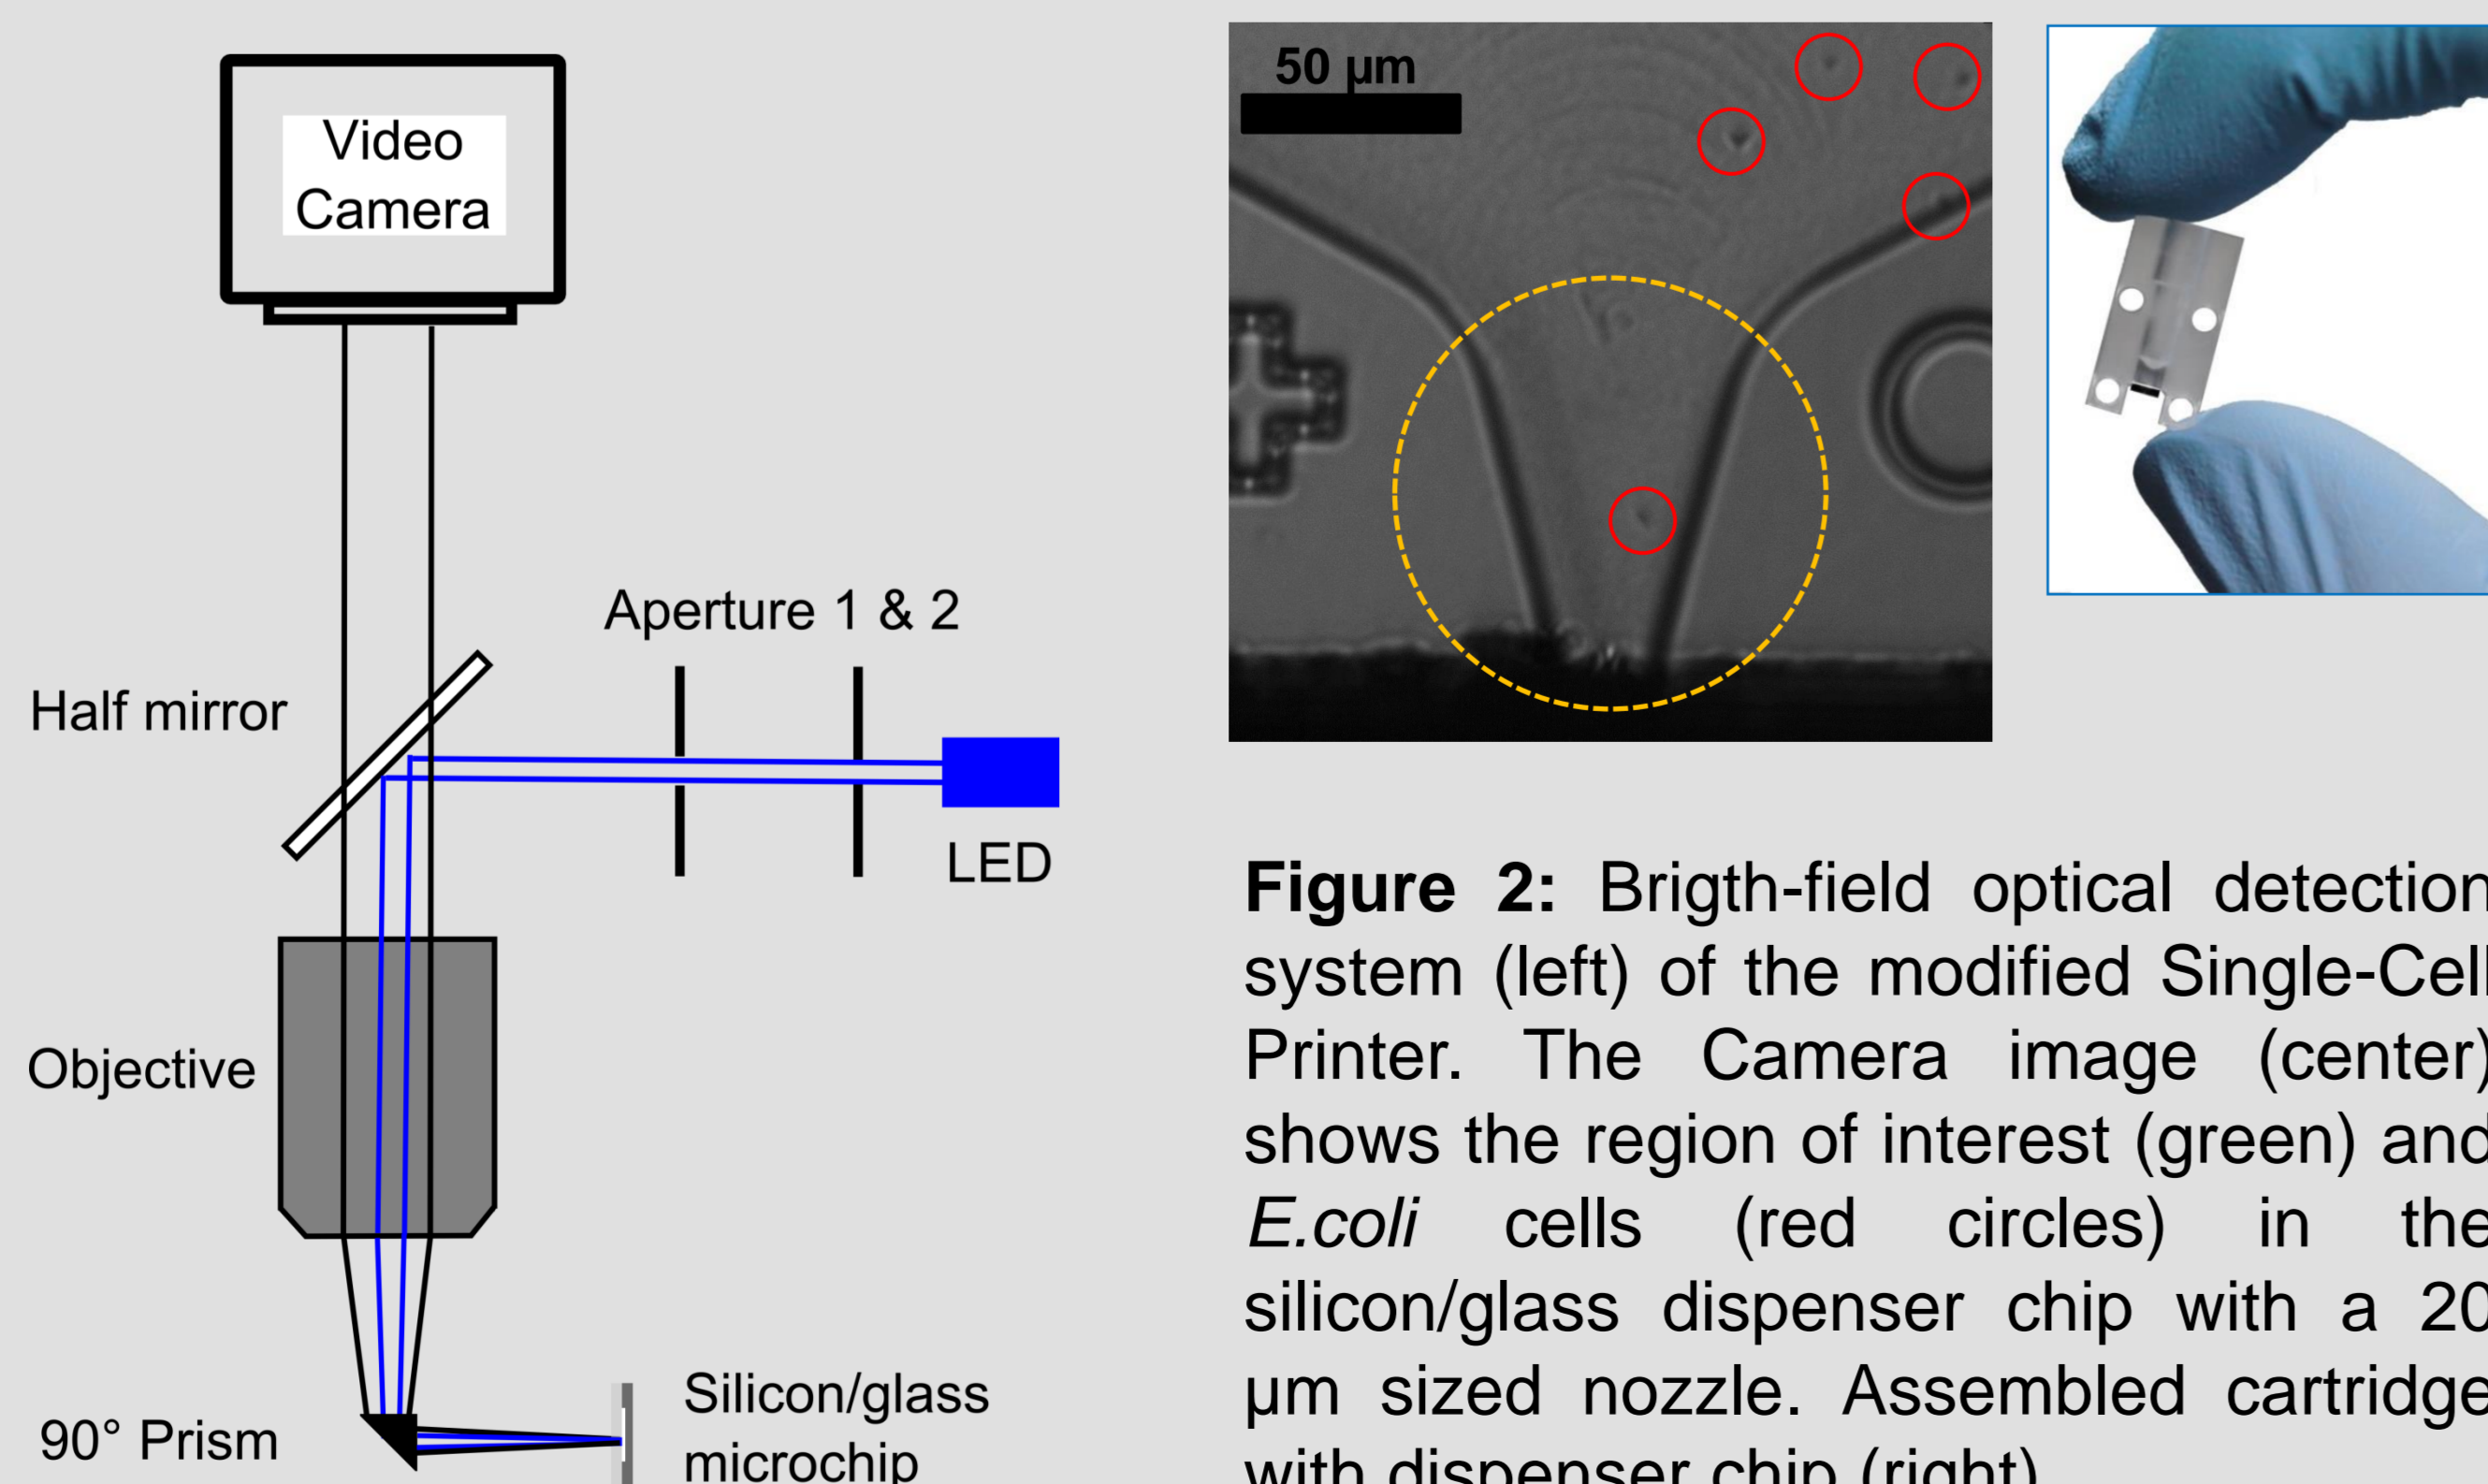 Video
Camera
Aperture 1 & 2
Half mirror
LED
Objective
90° Prism
Silicon/glass
microchip
50 µm
Figure 2: Brigth-field optical detection
system (left) of the modified Single-Cell
Printer. The Camera image (center)
shows the region of interest (green) and
E.coli cells (red circles) in the
silicon/glass dispenser chip with a 20
µm sized nozzle. Assembled cartridge
with dispenser chip (right)